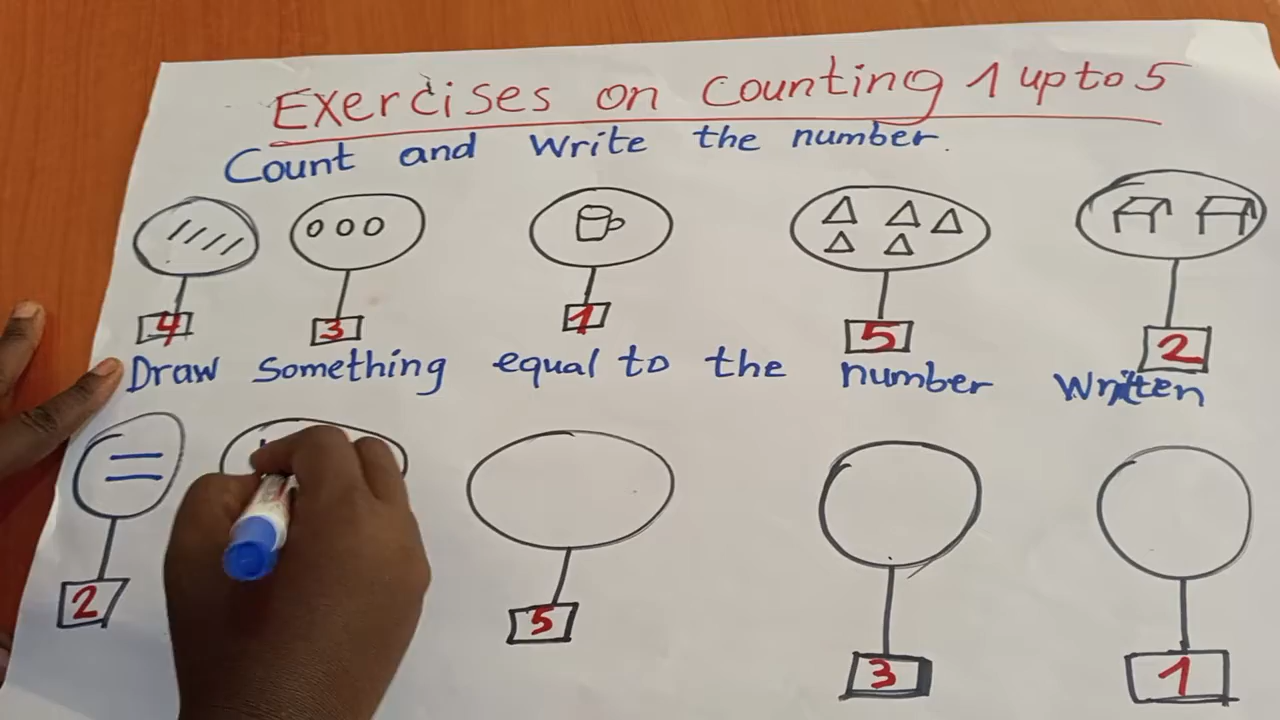 Exercises on Counting 1 up to 5
Count and Write the number.
4 3 1 5 2
Draw Something equal to the number Written
2 5 3 1